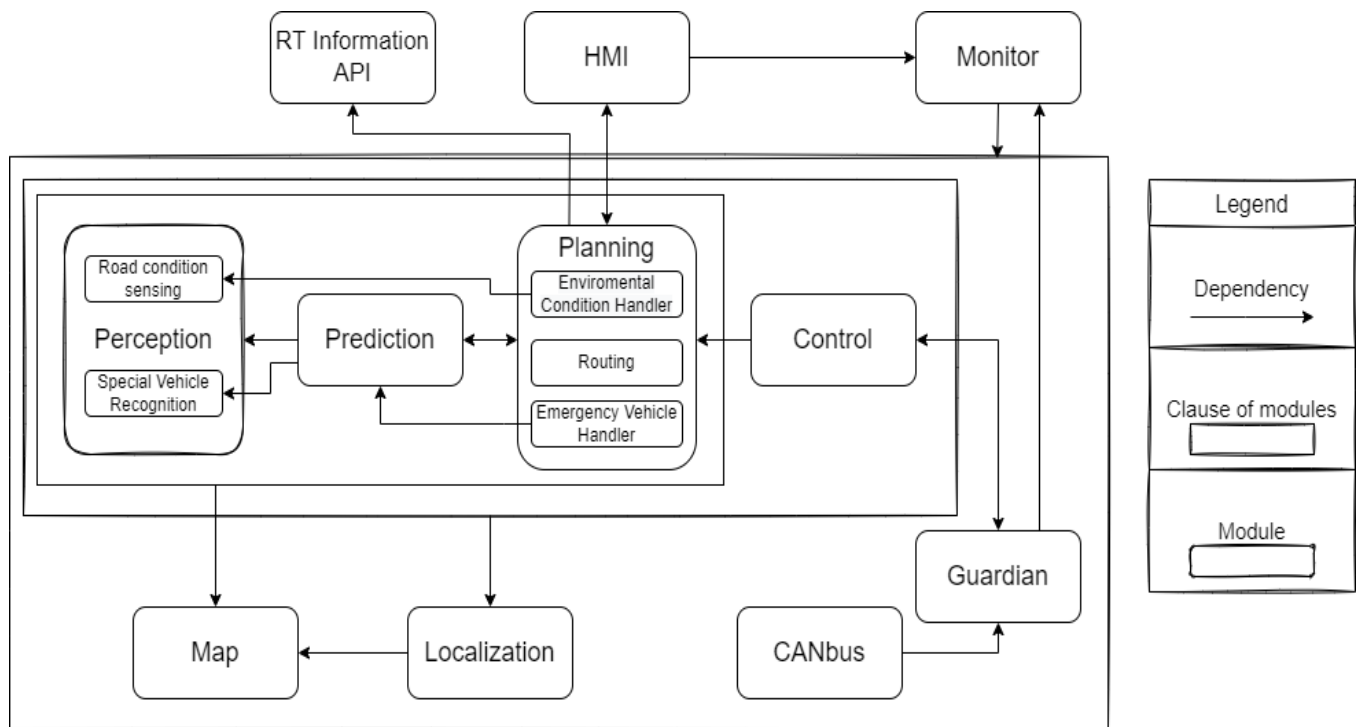 RT Information
API
HMI
Monitor
Legend
Dependency
Clause of modules
Module
Road condition
sensing
Perception
Special Vehicle
Recognition
Prediction
Planning
Enviromental
Condition Handler
Routing
Emergency Vehicle
Handler
Control
Guardian
Map
Localization
CANbus